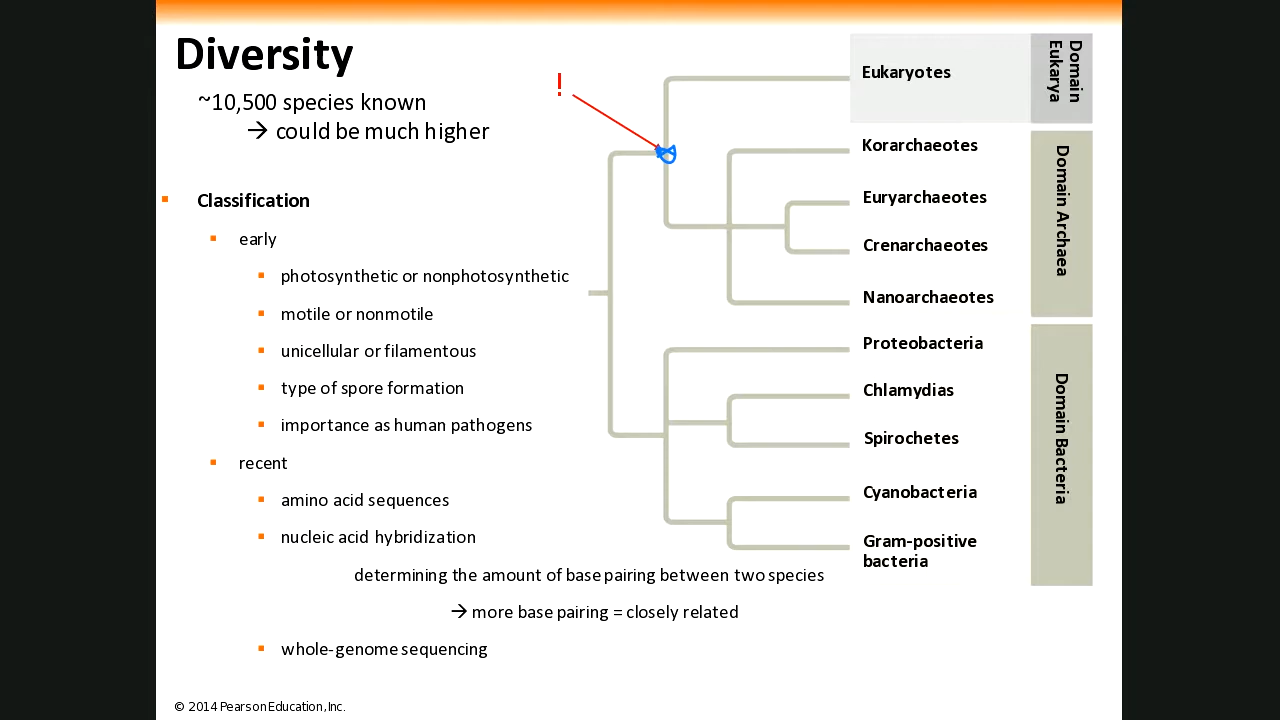 Diversity
~10,500 species known
→ could be much higher
!
▪ Classification
▪ early
▪ photosynthetic or nonphotosynthetic
▪ motile or nonmotile
▪ unicellular or filamentous
▪ type of spore formation
▪ importance as human pathogens
▪ recent
▪ amino acid sequences
▪ nucleic acid hybridization
determining the amount of base pairing between two species
→ more base pairing = closely related
▪ whole-genome sequencing
Eukaryotes
Domain
Eukarya
Korarchaeotes
Euryarchaeotes
Crenarchaeotes
Nanoarchaeotes
Domain Archaea
Proteobacteria
Chlamydias
Spirochetes
Cyanobacteria
Gram-positive
bacteria
Domain Bacteria
© 2014 Pearson Education, Inc.